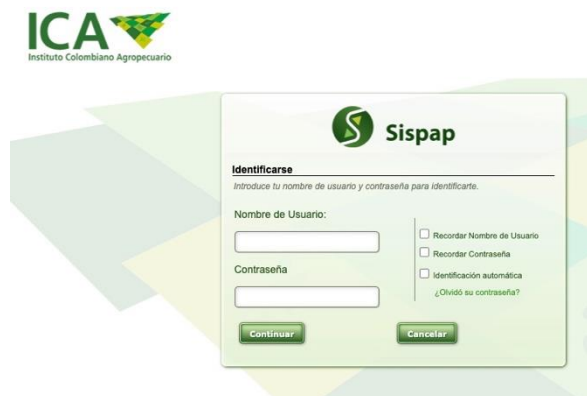 ICA
Instituto Colombiano Agropecuario
Sispap
Identificarse
Introduce tu nombre de usuario y contraseña para identificarte.
Nombre de Usuario:
Recordar Nombre de Usuario
Recordar Contraseña
Contraseña
Identificación automática
¿Olvidó su contraseña?
Continuar
Cancelar